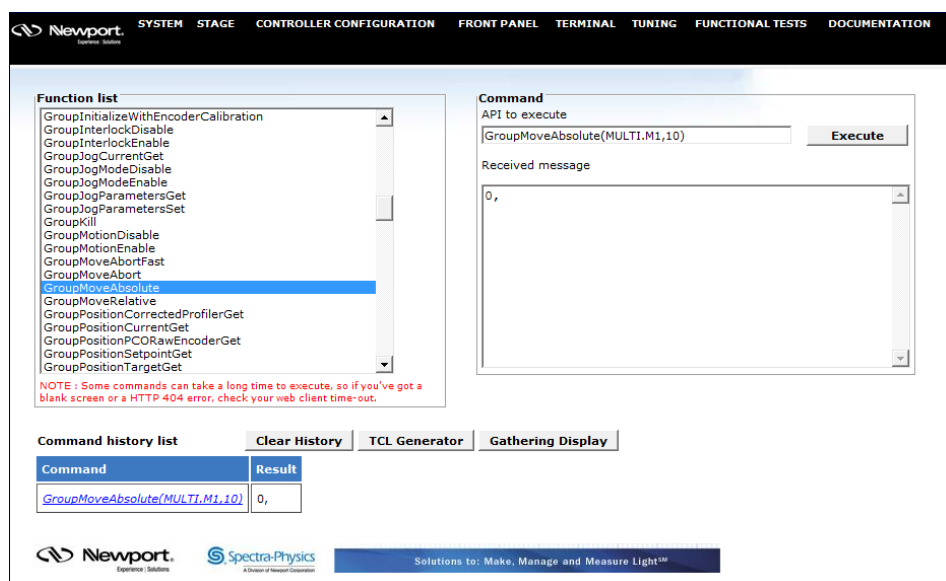 Newport.
Experience | Solutions
SYSTEM STAGE CONTROLLER CONFIGURATION FRONT PANEL TERMINAL TUNING FUNCTIONAL TESTS DOCUMENTATION
Function list
GroupInitializeWithEncoderCalibration
GroupInterlockDisable
GroupInterlockEnable
GroupJogCurrentGet
GroupJogModeDisable
GroupJogModeEnable
GroupJogParametersGet
GroupJogParametersSet
GroupKill
GroupMotionDisable
GroupMotionEnable
GroupMoveAbortFast
GroupMoveAbort
GroupMoveAbsolute
GroupMoveRelative
GroupPositionCorrectedProfilerGet
GroupPositionCurrentGet
GroupPositionPCORawEncoderGet
GroupPositionSetpointGet
GroupPositionTargetGet
NOTE : Some commands can take a long time to execute, so if you've got a
blank screen or a HTTP 404 error, check your web client time-out.
Command
API to execute
GroupMoveAbsolute(MULTI.M1,10)
Execute
Received message
0,
Command history list
Clear History
TCL Generator
Gathering Display
Command Result
GroupMoveAbsolute(MULTI.M1,10) 0,
Newport.
Experience | Solutions
Spectra-Physics
A Division of Newport Corporation
Solutions to: Make, Manage and Measure Light℠